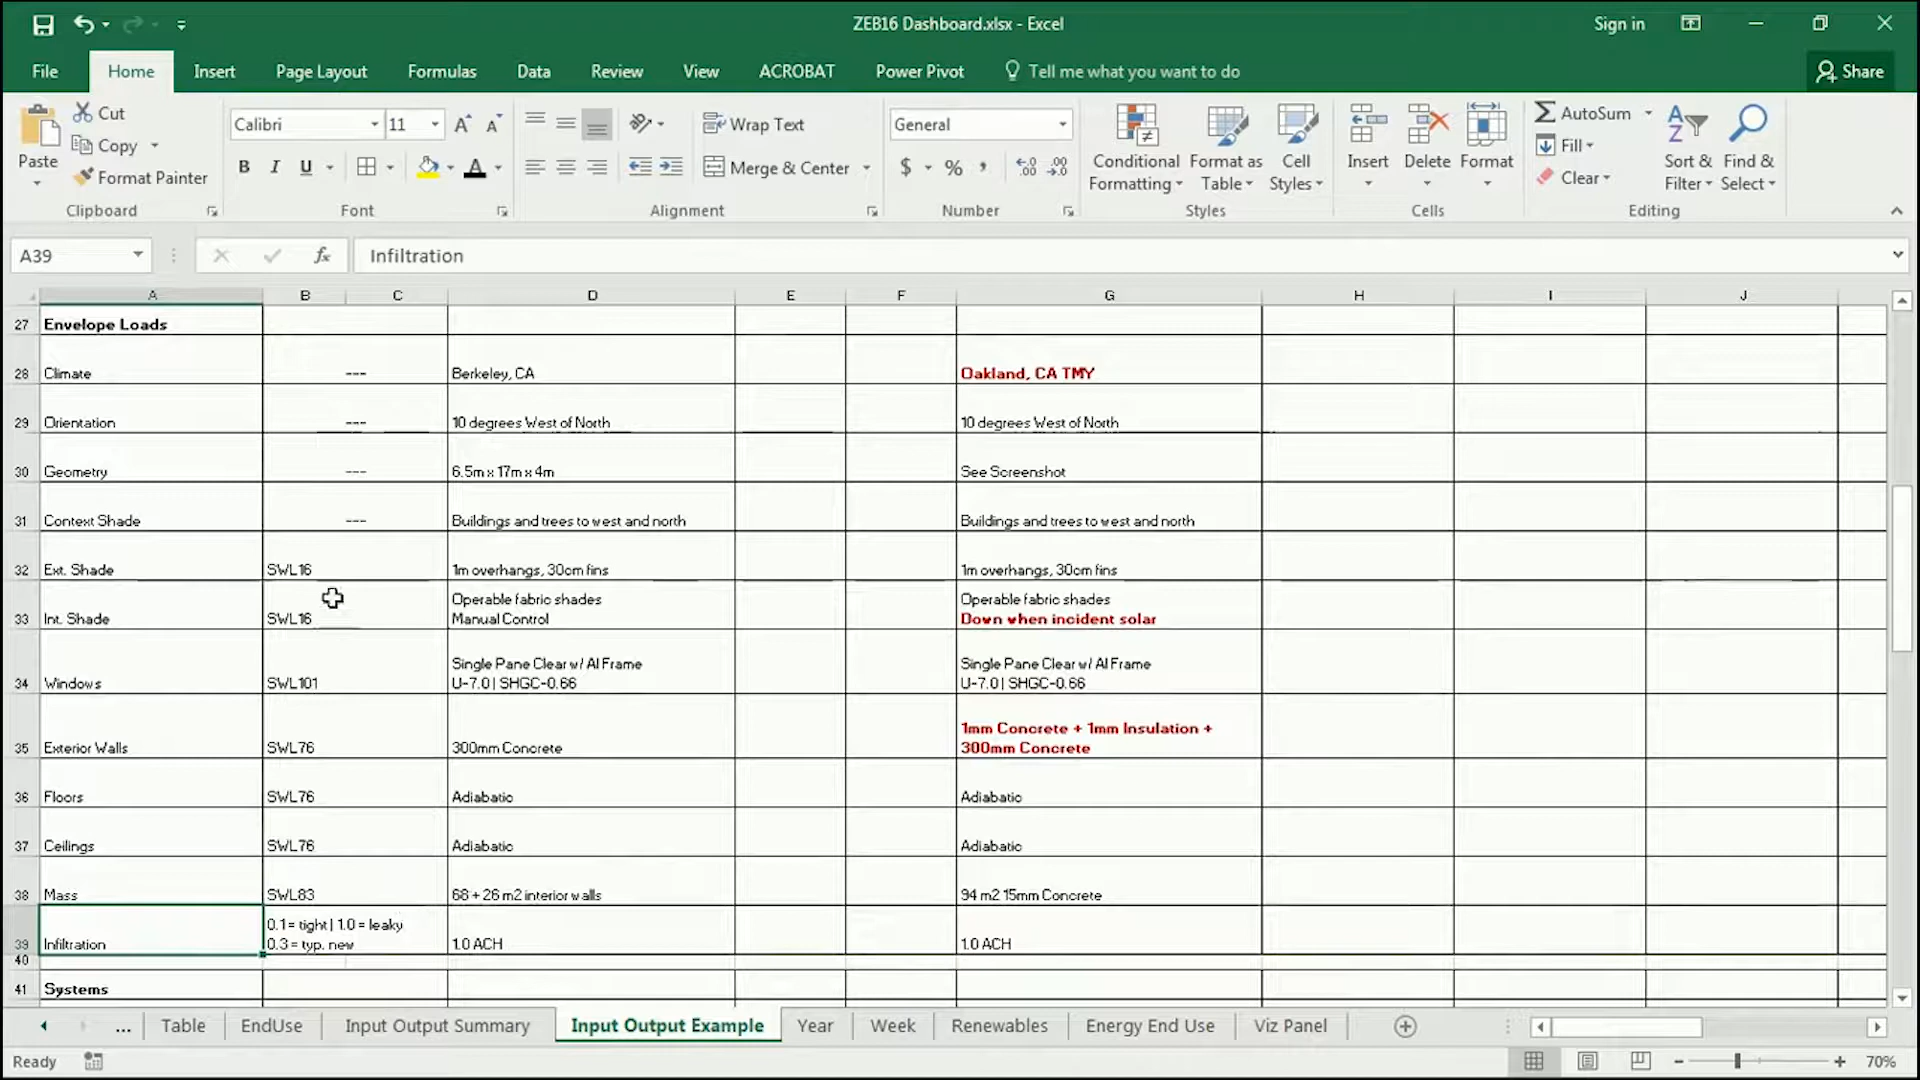 ZEB16 Dashboard.xlsx - Excel
Sign in
File Home Insert Page Layout Formulas Data Review View ACROBAT Power Pivot Tell me what you want to do Share
Paste
Cut
Copy
Format Painter
Clipboard
Calibri 11
B I U A
Font
Wrap Text
Merge & Center
Alignment
General
$ % ,
Number
Conditional Formatting
Format as Table
Cell Styles
Styles
Insert Delete Format
Cells
AutoSum
Fill
Clear
Sort & Filter
Find & Select
Editing
A39 fx Infiltration
A B C D E F G H I J
27 Envelope Loads
28 Climate --- Berkeley, CA Oakland, CA TMY
29 Orientation --- 10 degrees West of North 10 degrees West of North
30 Geometry --- 6.5m x 17m x 4m See Screenshot
31 Context Shade --- Buildings and trees to west and north Buildings and trees to west and north
32 Ext. Shade SWL16 1m overhangs, 30cm fins 1m overhangs, 30cm fins
Operable fabric shades Operable fabric shades
33 Int. Shade SWL16 Manual Control Down when incident solar
Single Pane Clear w/ Al Frame Single Pane Clear w/ Al Frame
34 Windows SWL101 U-7.0 | SHGC-0.66 U-7.0 | SHGC-0.66
1mm Concrete + 1mm Insulation +
35 Exterior Walls SWL76 300mm Concrete 300mm Concrete
36 Floors SWL76 Adiabatic Adiabatic
37 Ceilings SWL76 Adiabatic Adiabatic
38 Mass SWL83 68 + 26 m2 interior walls 94 m2 15mm Concrete
0.1 = tight | 1.0 = leaky
39 Infiltration 0.3 = typ. new 1.0 ACH 1.0 ACH
40
41 Systems
... Table EndUse Input Output Summary Input Output Example Year Week Renewables Energy End Use Viz Panel
Ready 70%